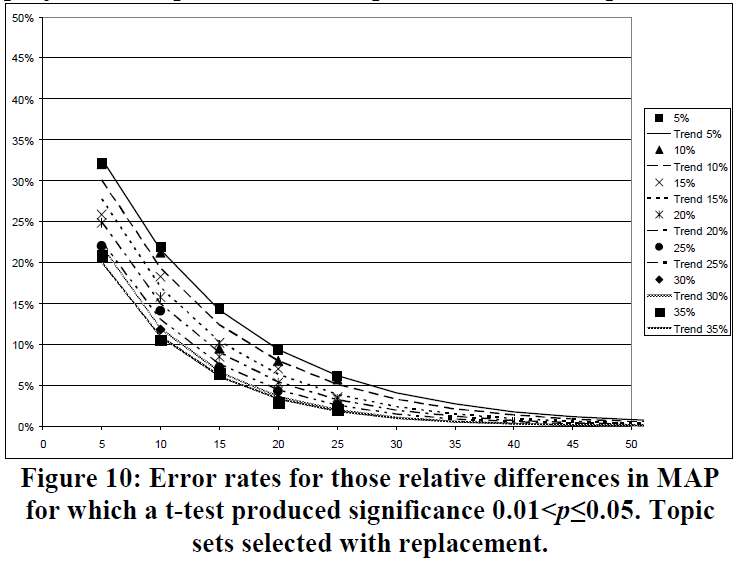 50%
45%
40%
35%
30%
25%
20%
15%
10%
5%
0%
0 5 10 15 20 25 30 35 40 45 50
5%
Trend 5%
10%
Trend 10%
15%
Trend 15%
20%
Trend 20%
25%
Trend 25%
30%
Trend 30%
35%
Trend 35%
Figure 10: Error rates for those relative differences in MAP
for which a t-test produced significance 0.01<p≤0.05. Topic
sets selected with replacement.